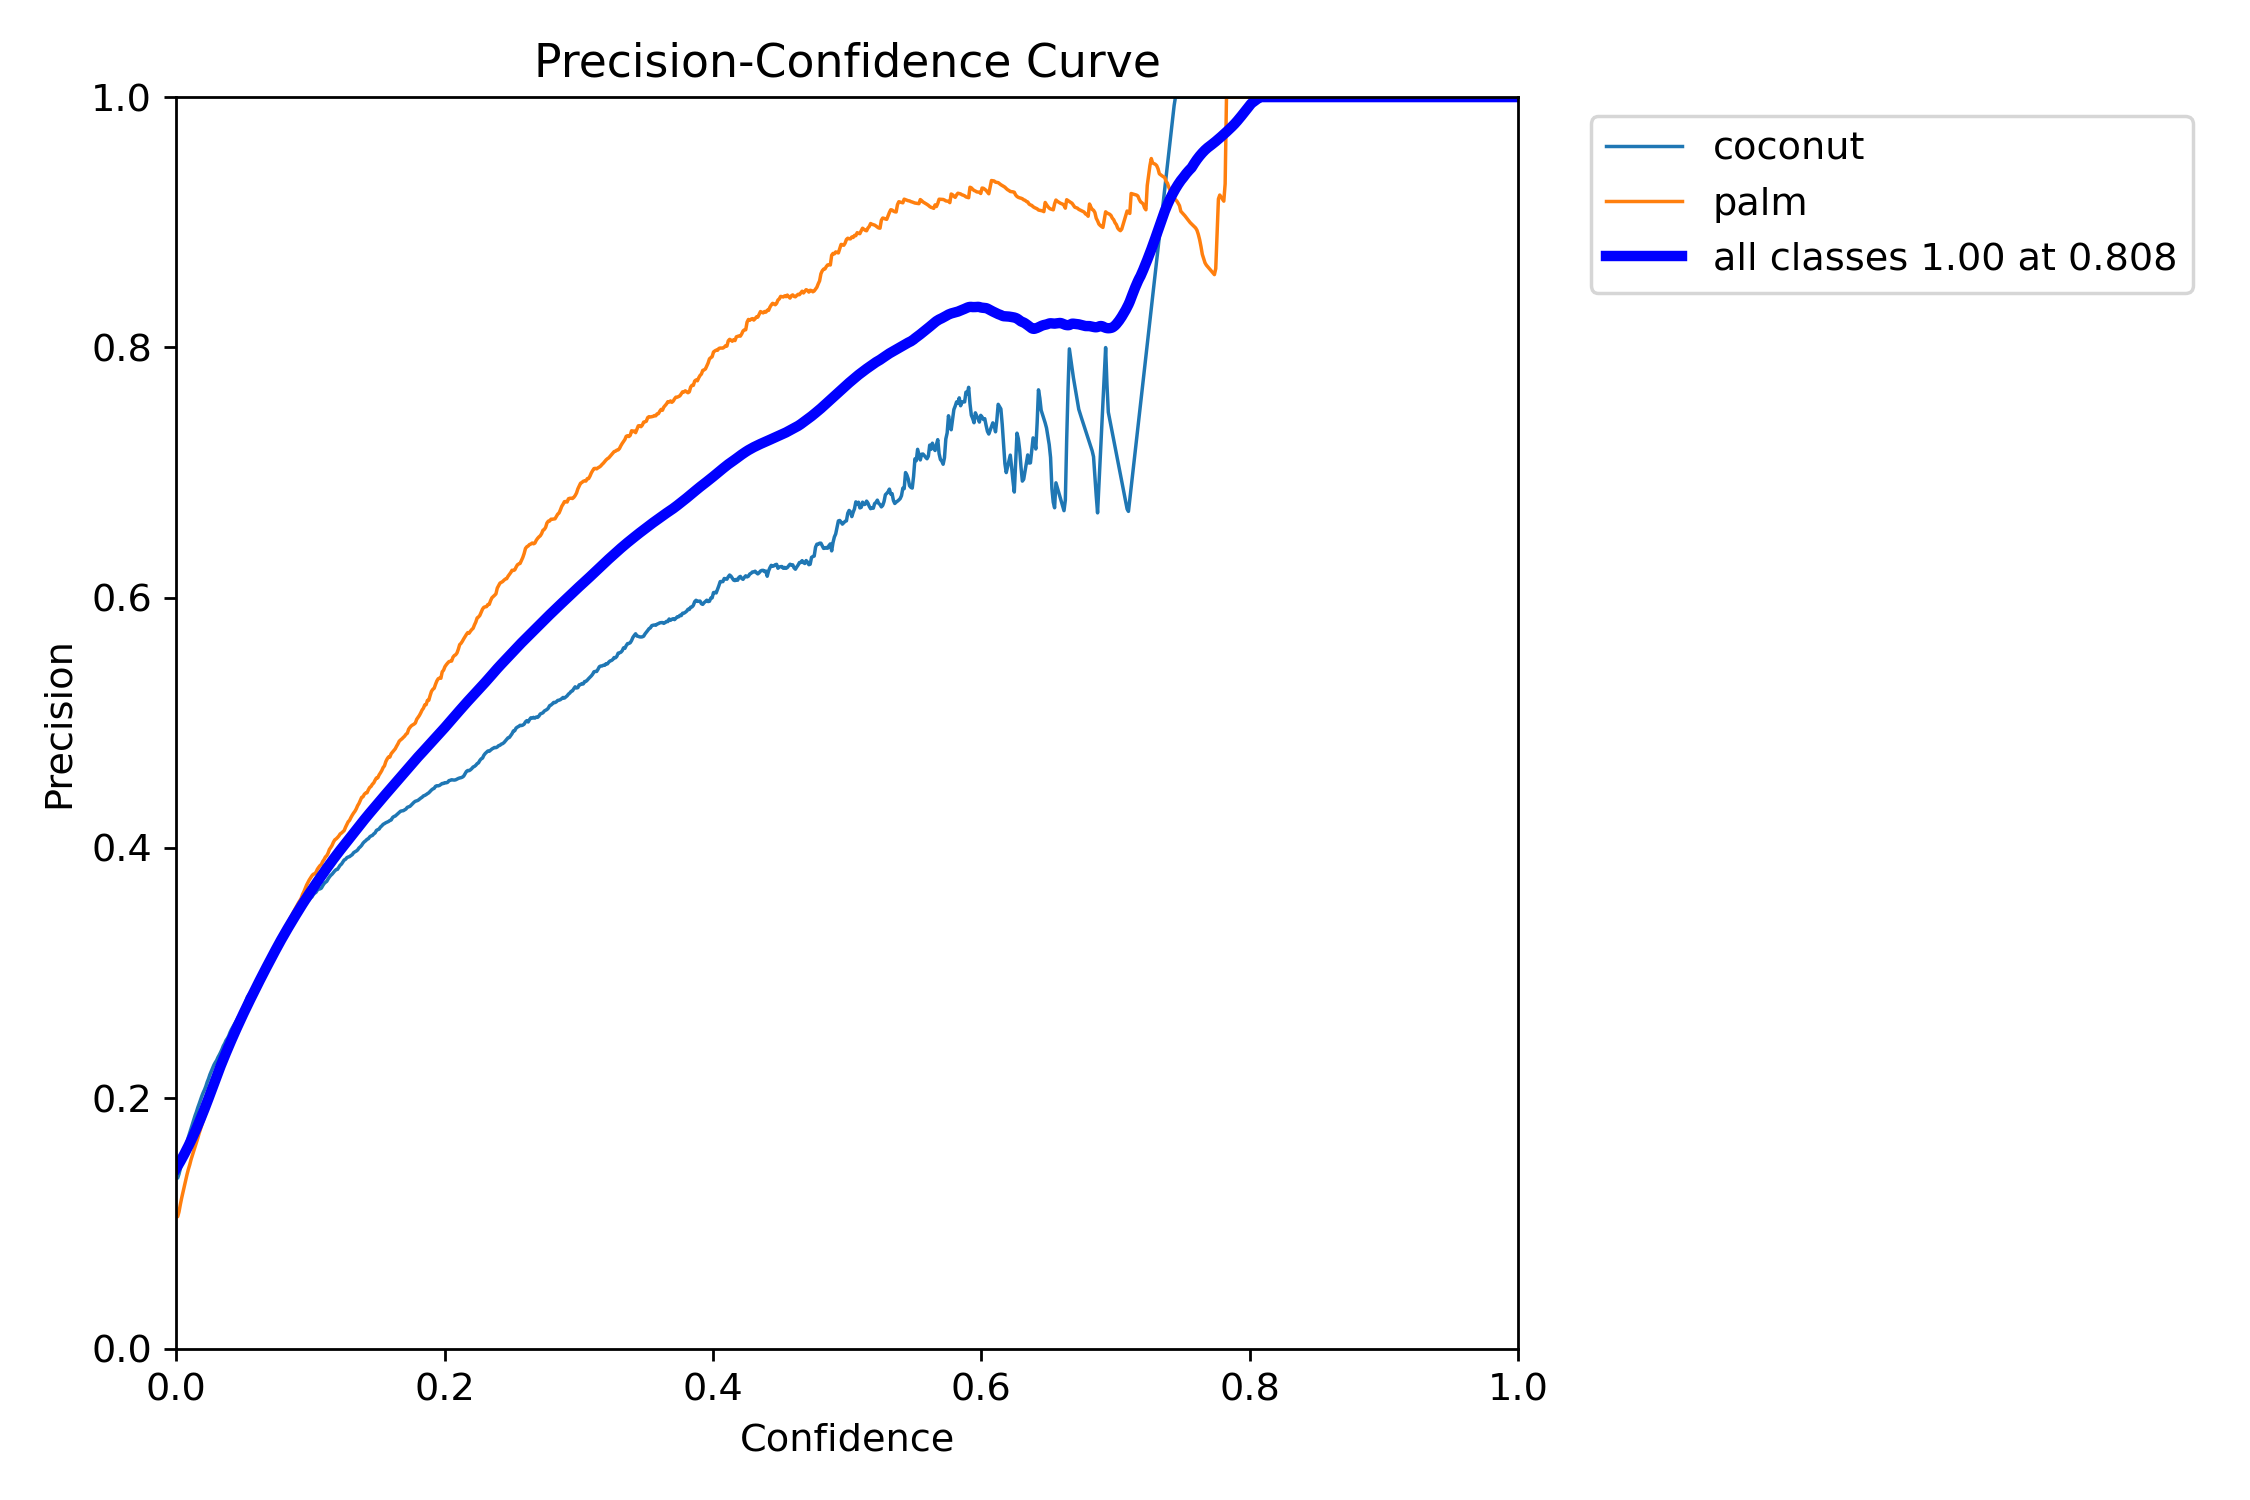 Precision-Confidence Curve
1.0
0.8
0.6
0.4
0.2
0.0
Precision
0.0 0.2 0.4 0.6 0.8 1.0
Confidence
coconut
palm
all classes 1.00 at 0.808